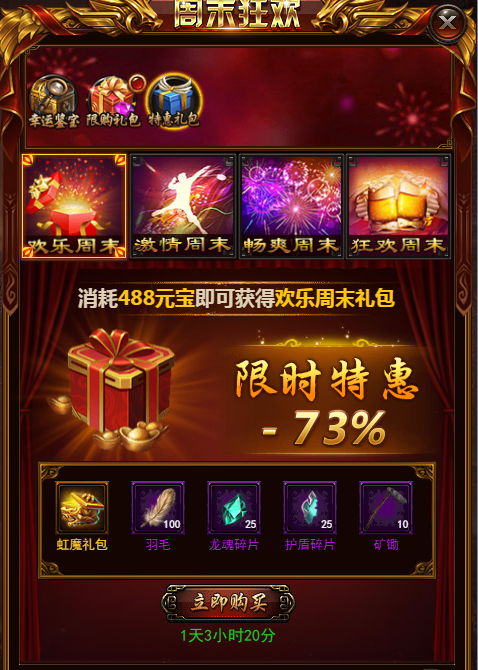 周末狂欢
幸运鉴宝 限购礼包 特惠礼包
欢乐周末 激情周末 畅爽周末 狂欢周末
消耗488元宝即可获得欢乐周末礼包
限时特惠
- 73%
100 25 25 10
虹魔礼包 羽毛 龙魂碎片 护盾碎片 矿锄
立即购买
1天3小时20分